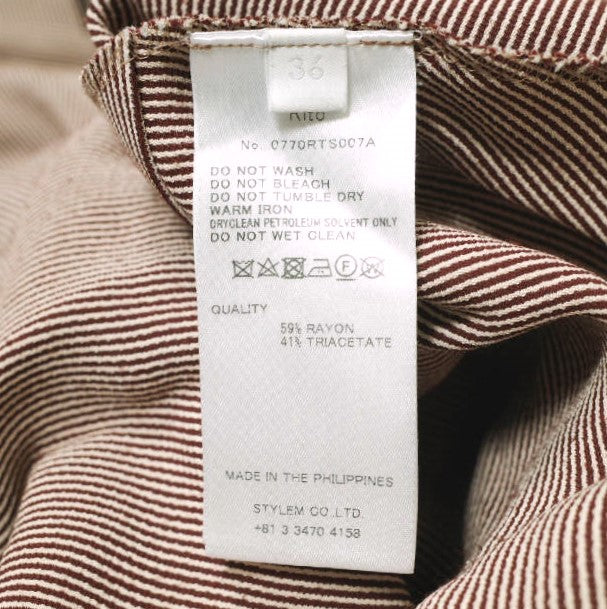 36
Rito
No. 0770RTS007A
DO NOT WASH
DO NOT BLEACH
DO NOT TUMBLE DRY
WARM IRON
DRYCLEAN PETROLEUM SOLVENT ONLY
DO NOT WET CLEAN
F
QUALITY
59% RAYON
41% TRIACETATE
MADE IN THE PHILIPPINES
STYLEM CO.,LTD.
+81 3 3470 4158